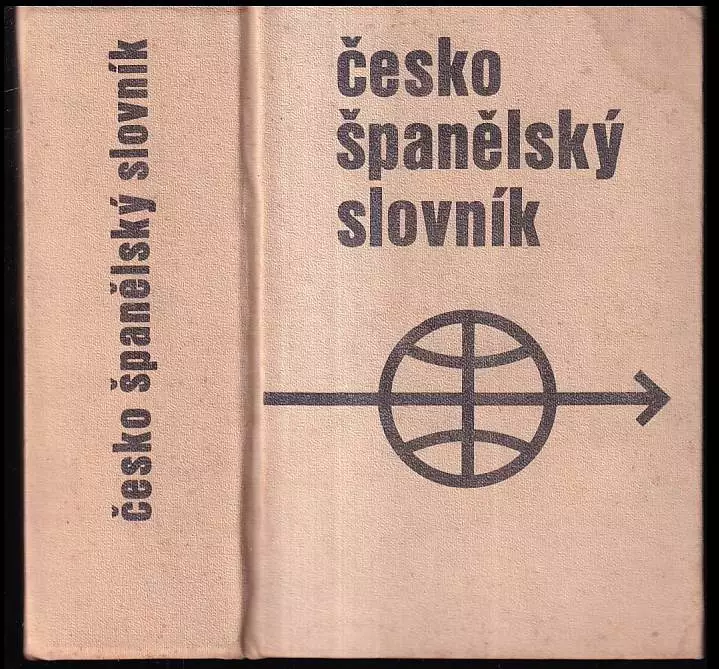 česko španělský slovník
česko
španělský
slovník